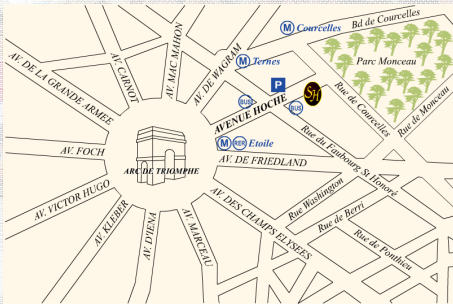 Bd de Courcelles
M Courcelles
Parc Monceau
M Ternes
AV. DE WAGRAM
AV. MAC MAHON
AV. CARNOT
AV. DE LA GRANDE ARMEE
P
SH
BUS
BUS
AVENUE HOCHE
Rue de Courcelles
Rue de Monceau
M RER Etoile
Rue du Faubourg St Honoré
AV. FOCH
ARC DE TRIOMPHE
AV. DE FRIEDLAND
AV. VICTOR HUGO
AV. KLEBER
AV. D'IENA
AV. MARCEAU
AV. DES CHAMPS ELYSEES
Rue Washington
Rue de Berri
Rue de Ponthieu